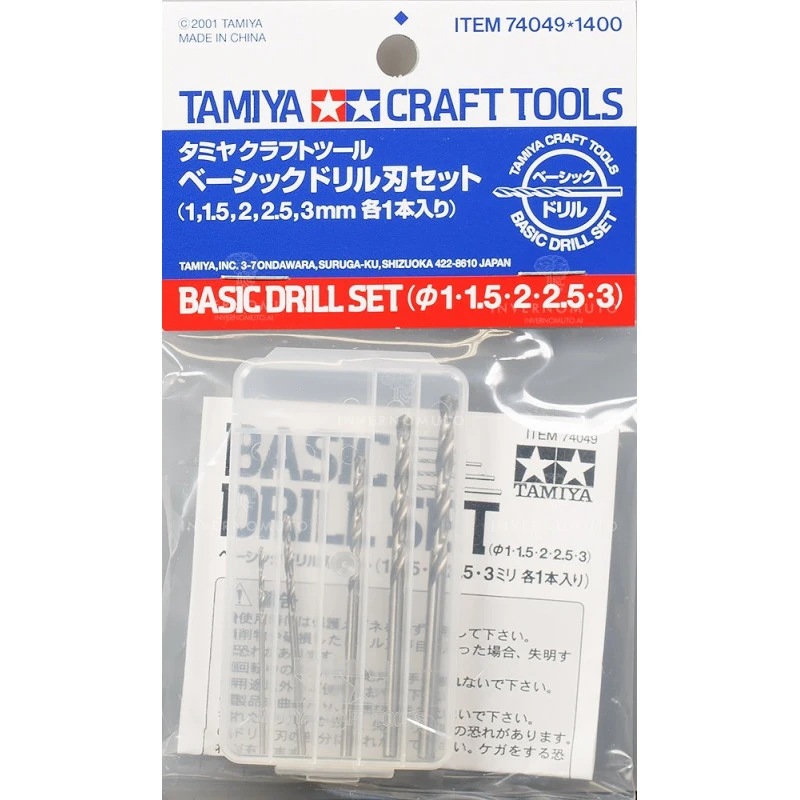 ©2001 TAMIYA
MADE IN CHINA
ITEM 74049*1400
TAMIYA CRAFT TOOLS
タミヤクラフトツール
ベーシックドリル刃セット
(1,1.5,2,2.5,3mm 各1本入り)
TAMIYA CRAFT TOOLS
ベーシック
ドリル
BASIC DRILL SET
TAMIYA,INC. 3-7 ONDAWARA,SURUGA-KU,SHIZUOKA 422-8610 JAPAN
BASIC DRILL SET (φ1·1.5·2·2.5·3)
INVERNOMUTO
ITEM 74049
TAMIYA
BASIC
DRILL SET
(φ1·1.5·2·2.5·3)
5・3ミリ 各1本入り)
して下さい。
った場合、失明す
れないで下さい。
の恐れがあります。
い。ケガをする恐